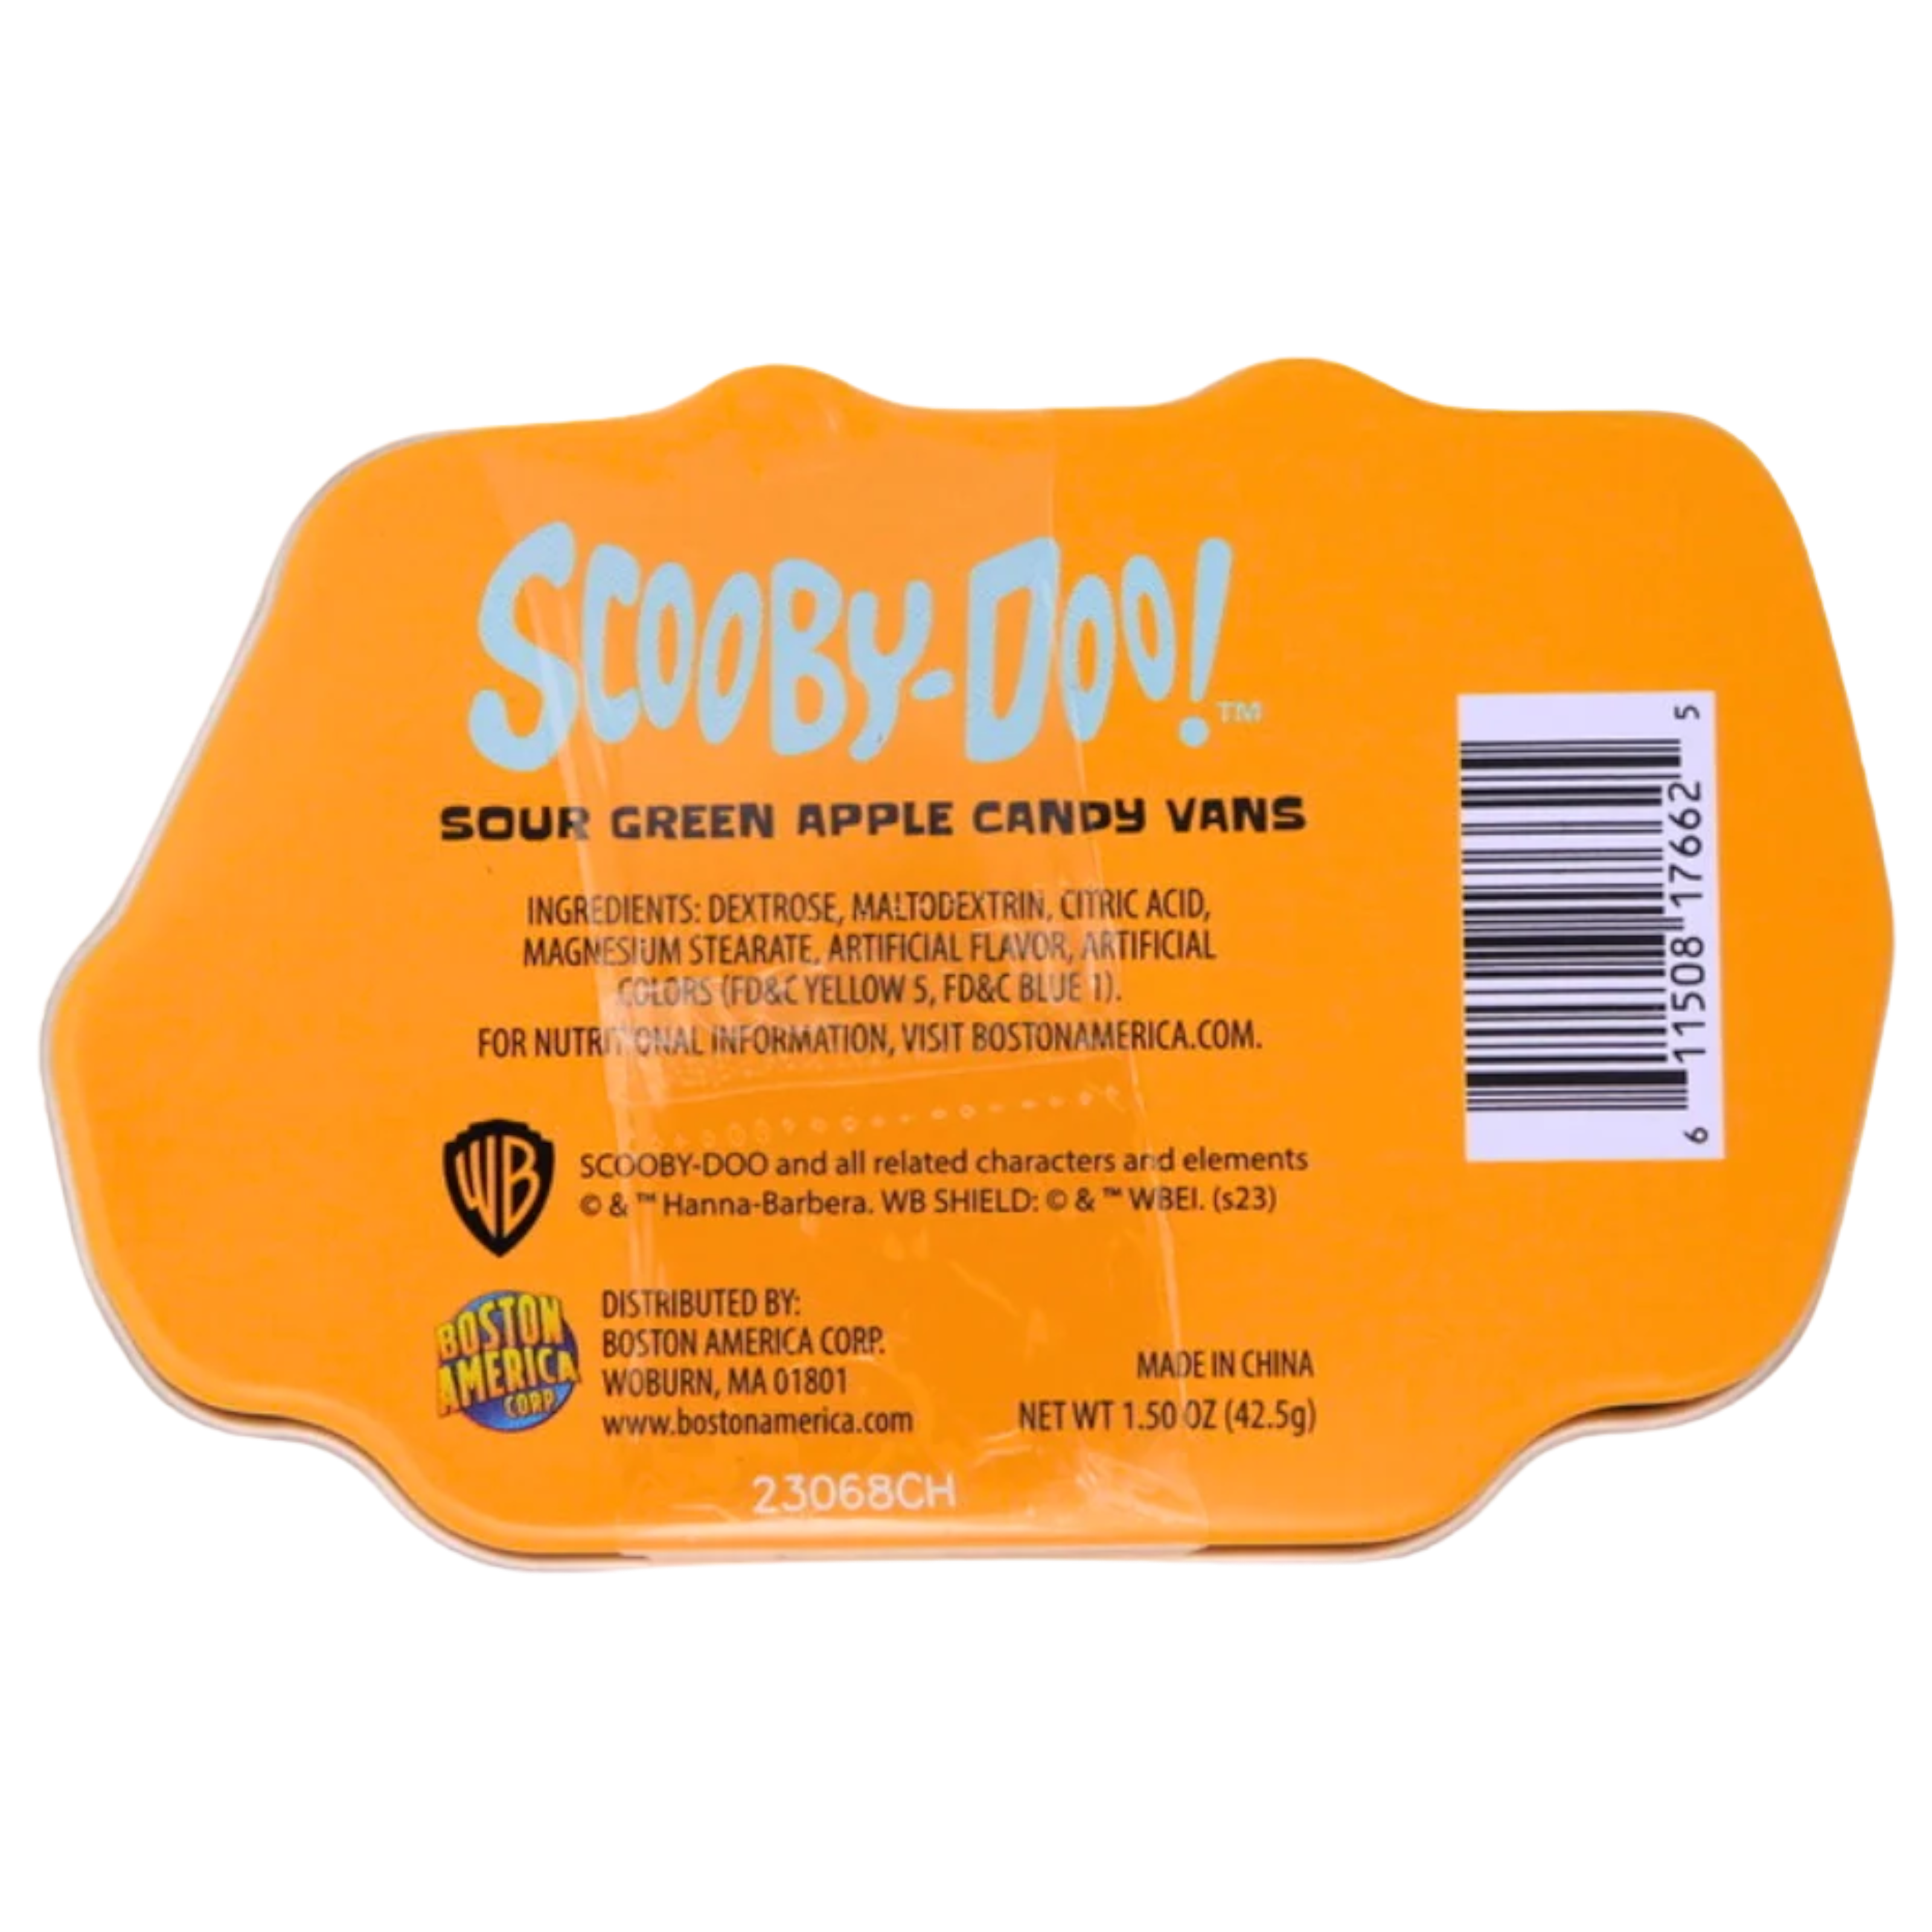 SCOOBY-DOO!™
SOUR GREEN APPLE CANDY VANS
INGREDIENTS: DEXTROSE, MALTODEXTRIN, CITRIC ACID,
MAGNESIUM STEARATE, ARTIFICIAL FLAVOR, ARTIFICIAL
COLORS (FD&C YELLOW 5, FD&C BLUE 1).
FOR NUTRITIONAL INFORMATION, VISIT BOSTONAMERICA.COM.
WB
SCOOBY-DOO and all related characters and elements
© & ™ Hanna-Barbera. WB SHIELD: © & ™ WBEI. (s23)
BOSTON
AMERICA
CORP.
DISTRIBUTED BY:
BOSTON AMERICA CORP.
WOBURN, MA 01801
www.bostonamerica.com
MADE IN CHINA
NET WT 1.50 OZ (42.5g)
23068CH
6 11508 17662 5